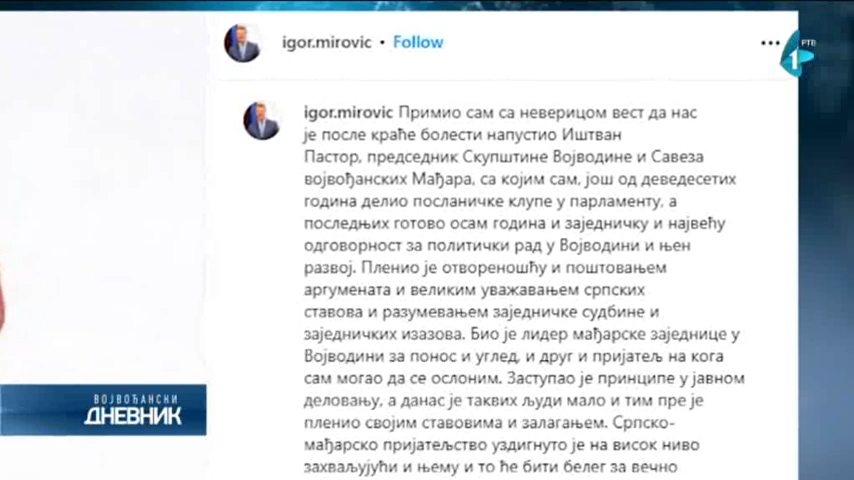 igor.mirovic • Follow
•••
РТВ
1
igor.mirovic Примио сам са неверицом вест да нас
је после краће болести напустио Иштван
Пастор, председник Скупштине Војводине и Савеза
војвођанских Мађара, са којим сам, још од деведесетих
година делио посланичке клупе у парламенту, а
последњих готово осам година и заједничку и највећу
одговорност за политички рад у Војводини и њен
развој. Пленио је отвореношћу и поштовањем
аргумената и великим уважавањем српских
ставова и разумевањем заједничке судбине и
заједничких изазова. Био је лидер мађарске заједнице у
Војводини за понос и углед, и друг и пријатељ на кога
сам могао да се ослоним. Заступао је принципе у јавном
деловању, а данас је таквих људи мало и тим пре је
пленио својим ставовима и залагањем. Српско-
мађарско пријатељство уздигнуто је на висок ниво
захваљујући и њему и то ће бити белег за вечно
ВОЈВОЂАНСКИ
ДНЕВНИК